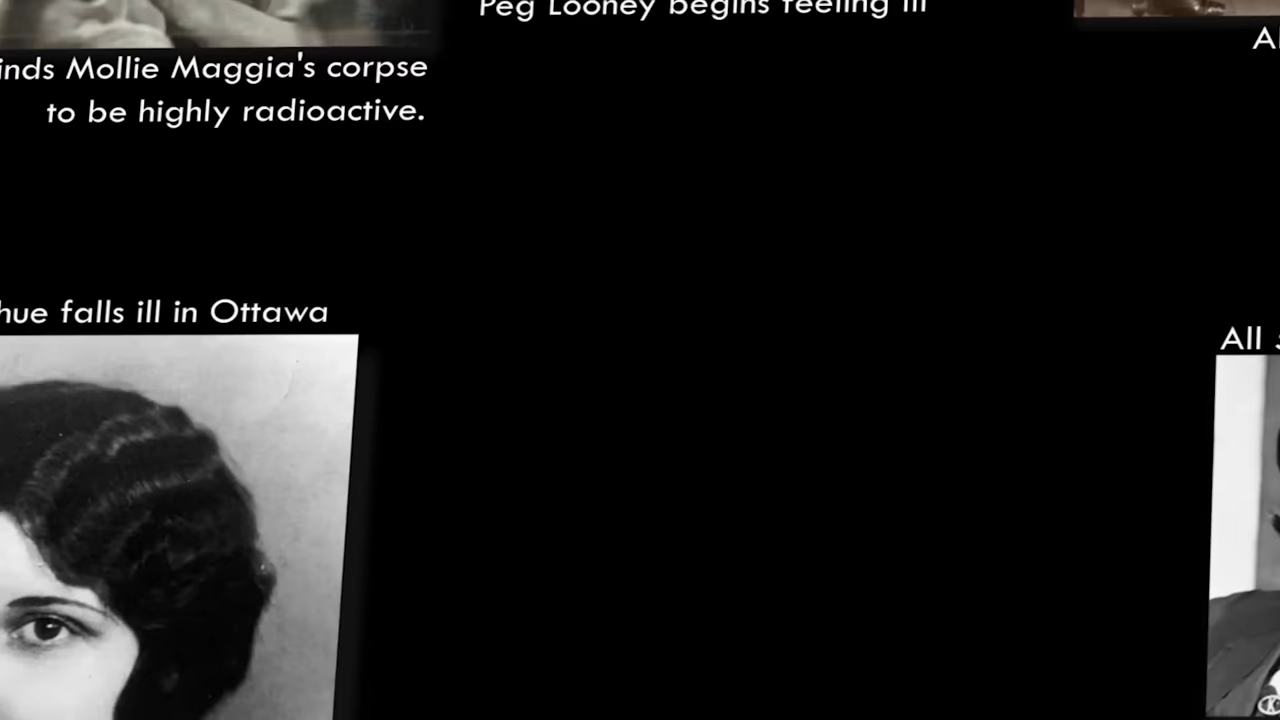 Peg Looney begins feeling ill
inds Mollie Maggia's corpse
to be highly radioactive.
hue falls ill in Ottawa
All